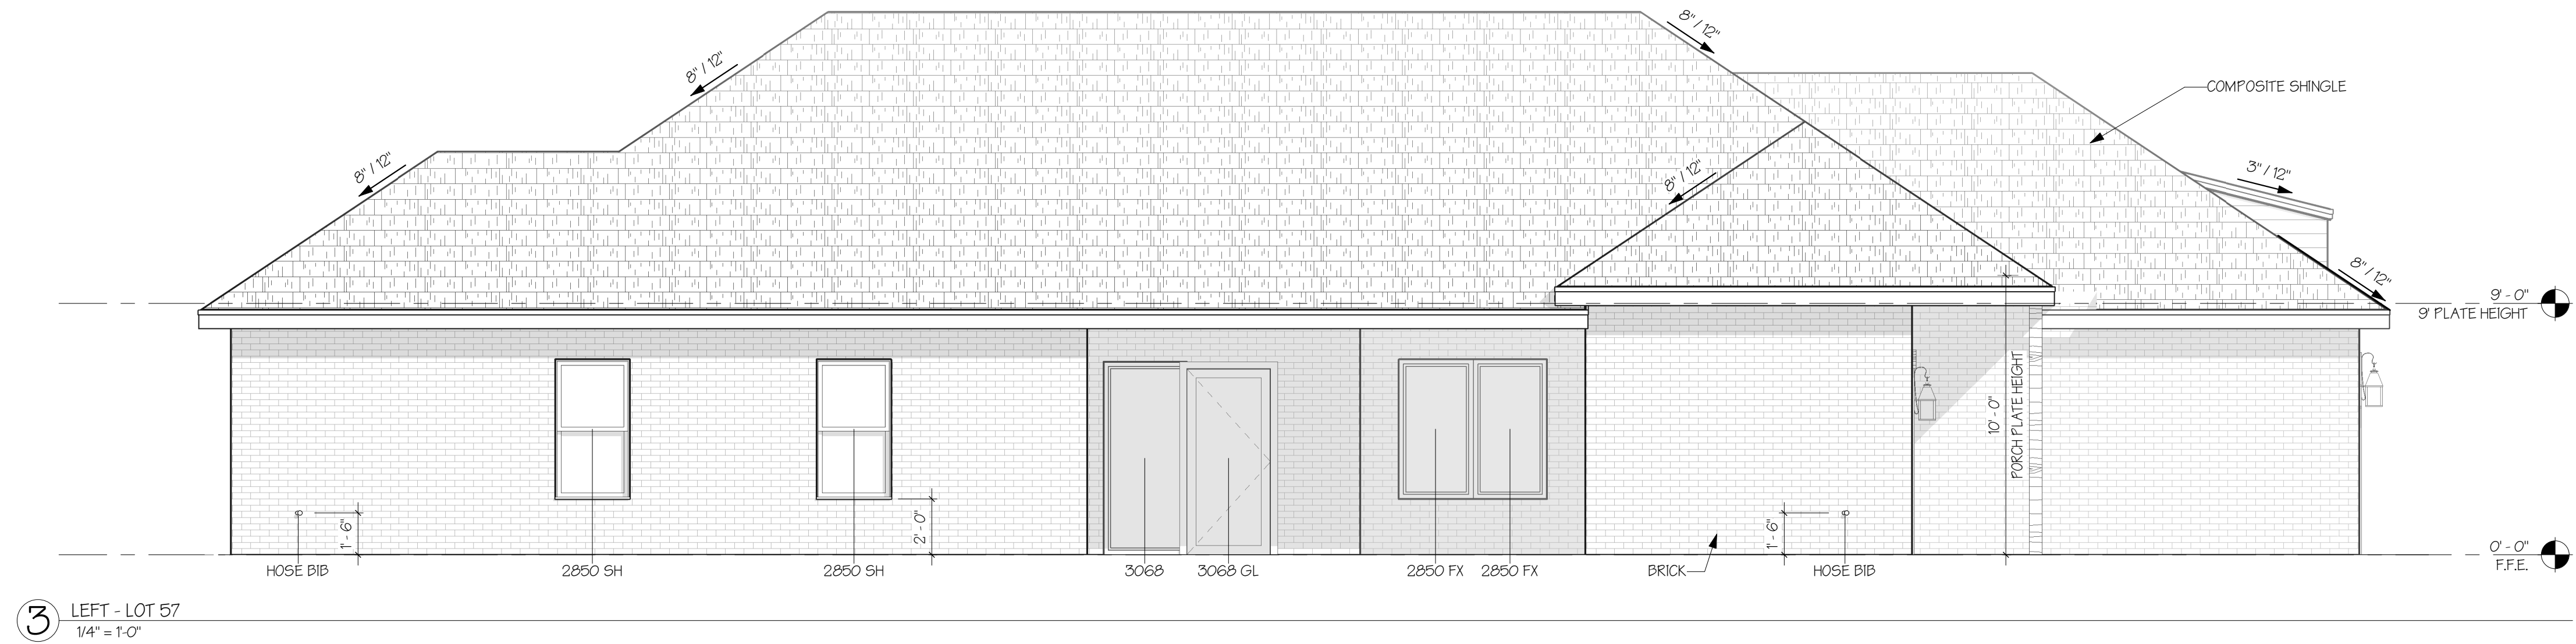 8" / 12"
8" / 12"
8" / 12"
COMPOSITE SHINGLE
8" / 12"
3" / 12"
8" / 12"
9' - 0"
9' PLATE HEIGHT
10' - 0"
PORCH PLATE HEIGHT
1' - 6"
2' - 0"
1' - 6"
0' - 0"
F.F.E.
HOSE BIB
2850 SH
2850 SH
3068
3068 GL
2850 FX
2850 FX
BRICK
HOSE BIB
3
LEFT - LOT 57
1/4" = 1'-0"